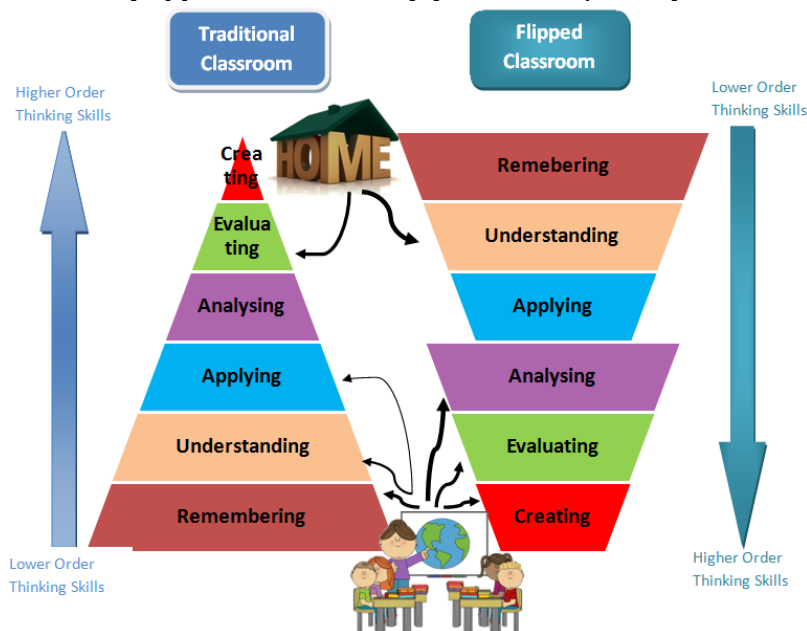 Traditional
Classroom
Flipped
Classroom
Higher Order
Thinking Skills
Lower Order
Thinking Skills
HOME
Crea
ting
Evalua
ting
Analysing
Applying
Understanding
Remembering
Remebering
Understanding
Applying
Analysing
Evaluating
Creating
Lower Order
Thinking Skills
Higher Order
Thinking Skills